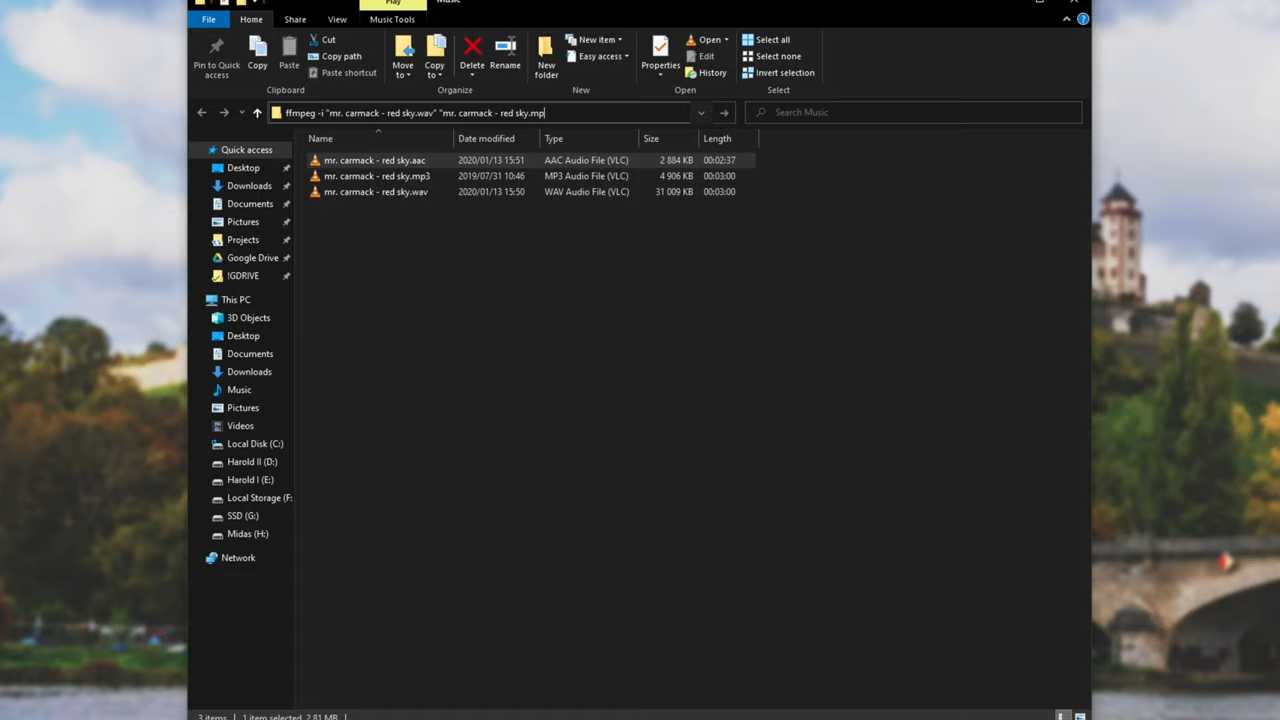 Play
File Home Share View Music Tools
Pin to Quick access
Copy
Paste
Cut
Copy path
Paste shortcut
Clipboard
Move to
Copy to
Delete
Rename
Organize
New folder
New item
Easy access
New
Properties
Open
Edit
History
Open
Select all
Select none
Invert selection
Select
ffmpeg -i "mr. carmack - red sky.wav" "mr. carmack - red sky.mp
Search Music
Name Date modified Type Size Length
mr. carmack - red sky.aac 2020/01/13 15:51 AAC Audio File (VLC) 2 884 KB 00:02:37
mr. carmack - red sky.mp3 2019/07/31 10:46 MP3 Audio File (VLC) 4 906 KB 00:03:00
mr. carmack - red sky.wav 2020/01/13 15:50 WAV Audio File (VLC) 31 009 KB 00:03:00
Quick access
Desktop
Downloads
Documents
Pictures
Projects
Google Drive
!GDRIVE
This PC
3D Objects
Desktop
Documents
Downloads
Music
Pictures
Videos
Local Disk (C:)
Harold II (D:)
Harold I (E:)
Local Storage (F:
SSD (G:)
Midas (H:)
Network
3 items 1 item selected 2.81 MB